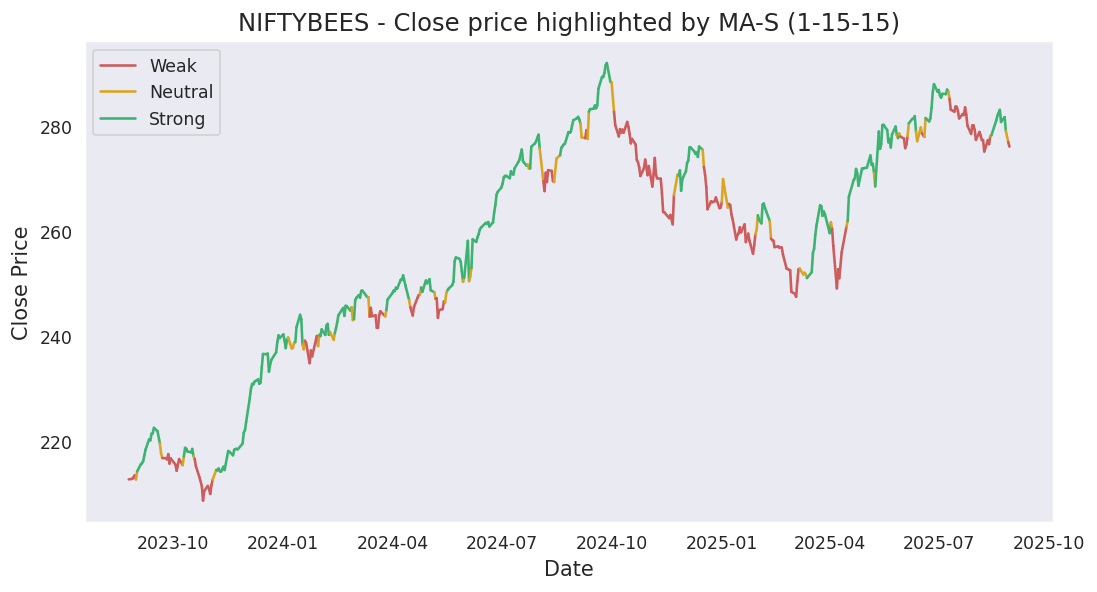 NIFTYBEES - Close price highlighted by MA-S (1-15-15)
Weak
Neutral
Strong
Close Price
280
260
240
220
2023-10 2024-01 2024-04 2024-07 2024-10 2025-01 2025-04 2025-07 2025-10
Date